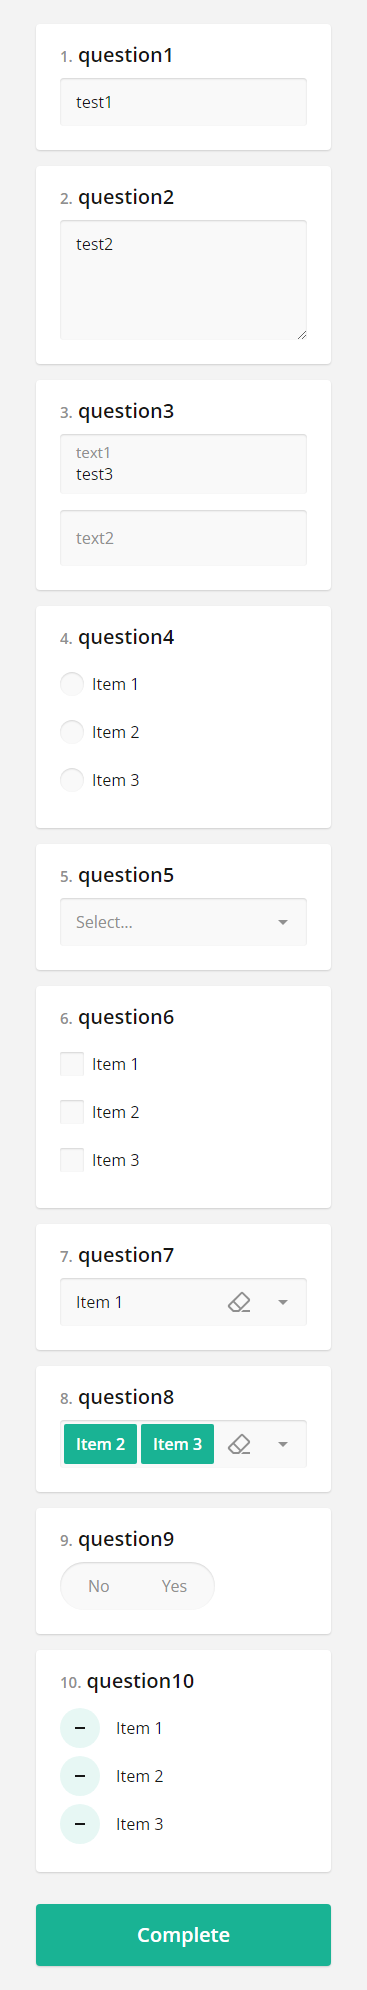 1. question1
test1
2. question2
test2
3. question3
text1
test3
text2
4. question4
Item 1
Item 2
Item 3
5. question5
Select...
6. question6
Item 1
Item 2
Item 3
7. question7
Item 1
8. question8
Item 2 Item 3
9. question9
No Yes
10. question10
Item 1
Item 2
Item 3
Complete